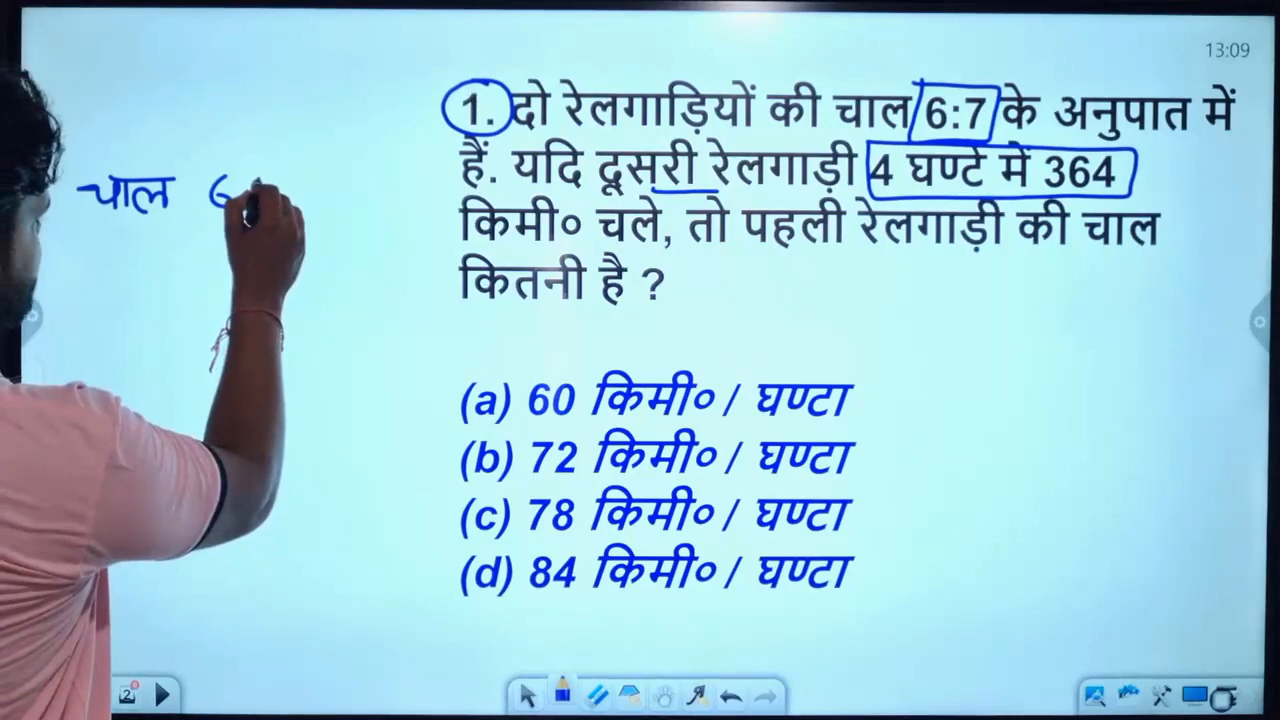 13:09
1. दो रेलगाड़ियों की चाल 6:7 के अनुपात में
हैं. यदि दूसरी रेलगाड़ी 4 घण्टे में 364
किमी० चले, तो पहली रेलगाड़ी की चाल
कितनी है ?
चाल 6
(a) 60 किमी० / घण्टा
(b) 72 किमी० / घण्टा
(c) 78 किमी० / घण्टा
(d) 84 किमी० / घण्टा
2